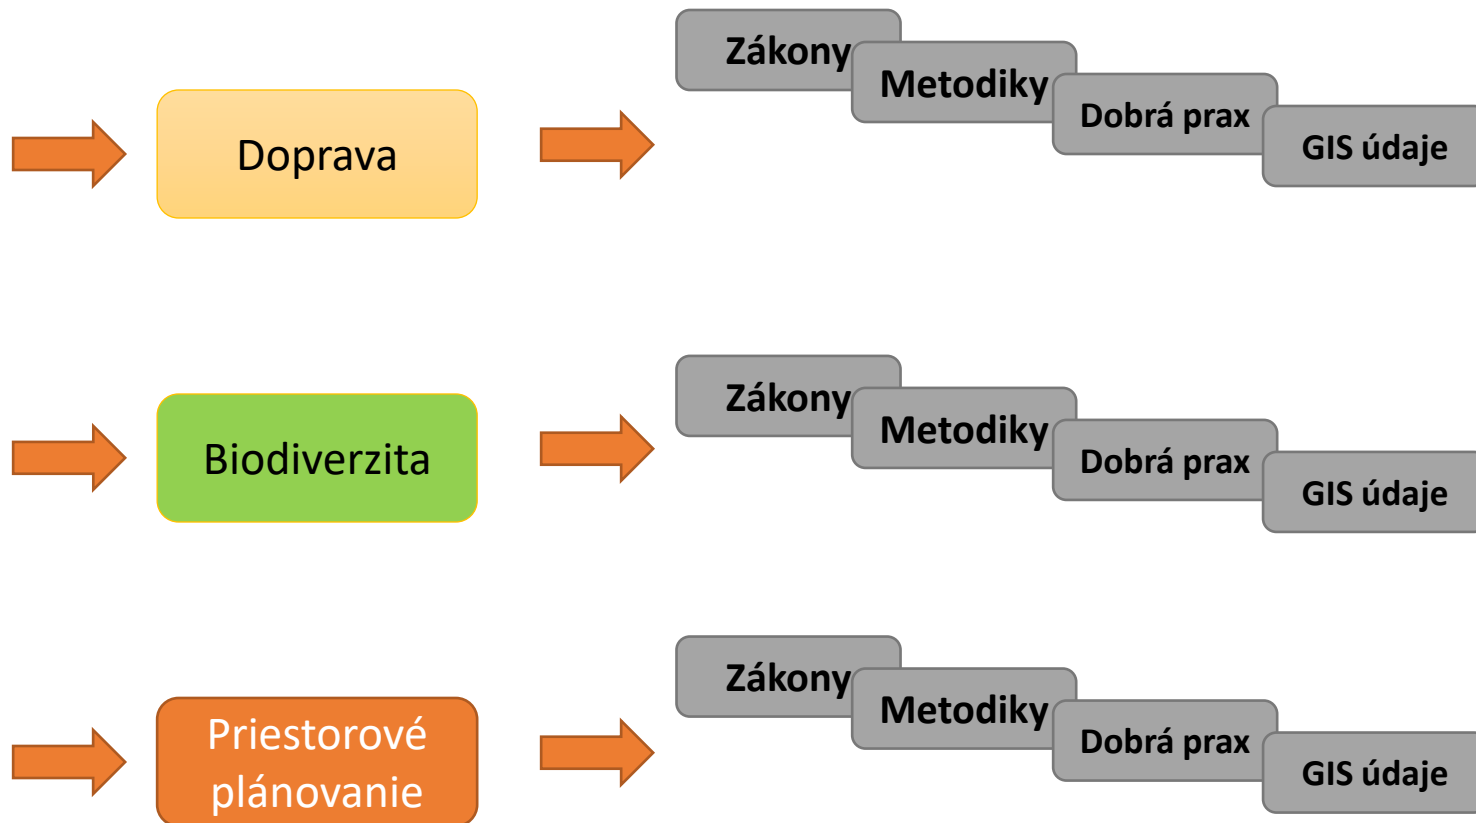 Doprava
Zákony
Metodiky
Dobrá prax
GIS údaje
Biodiverzita
Zákony
Metodiky
Dobrá prax
GIS údaje
Priestorové
plánovanie
Zákony
Metodiky
Dobrá prax
GIS údaje